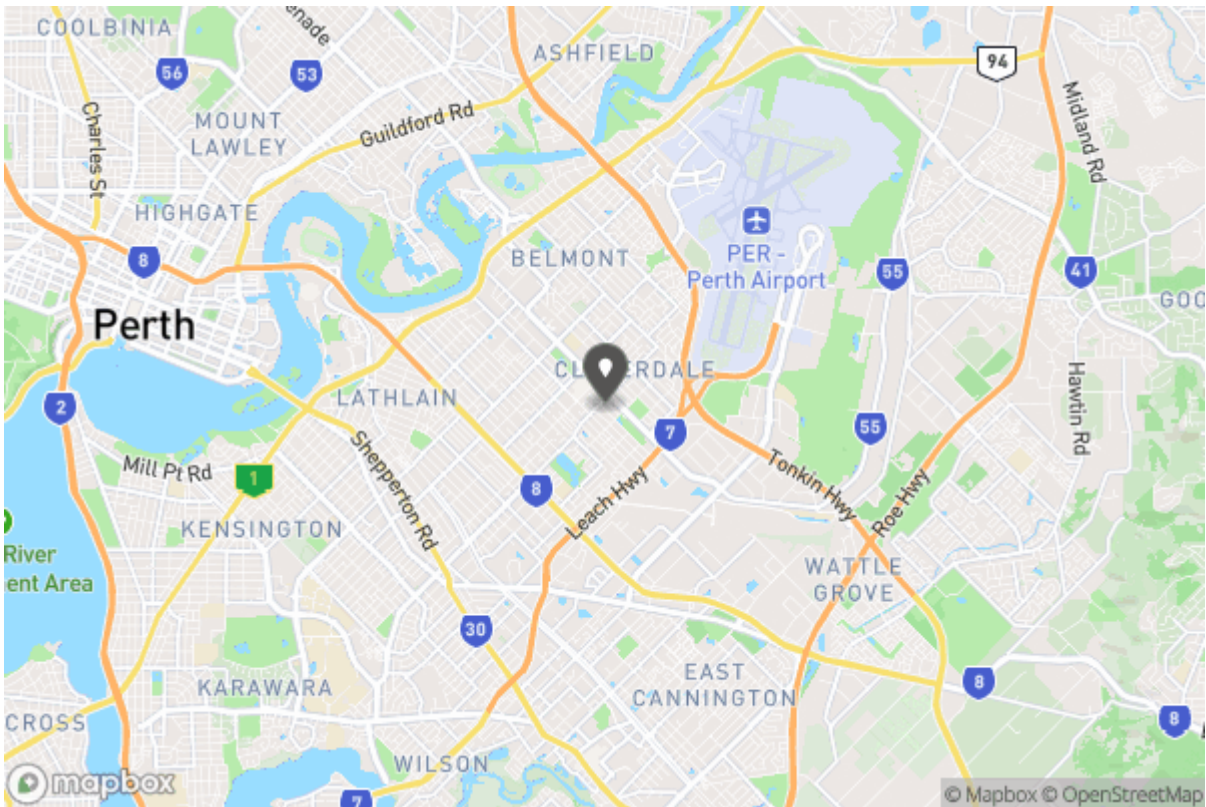 COOLBINIA
ASHFIELD
94
56
53
Midland Rd
Charles St
MOUNT
LAWLEY
Guildford Rd
HIGHGATE
8
BELMONT
PER -
Perth Airport
55
41
Perth
2
LATHLAIN
7
55
Hawtin Rd
Mill Pt Rd
1
Shepperton Rd
8
Leach Hwy
Tonkin Hwy
Roe Hwy
KENSINGTON
River
WATTLE
GROVE
30
EAST
CANNINGTON
KARAWARA
8
8
CROSS
WILSON
7
mapbox
© Mapbox © OpenStreetMap